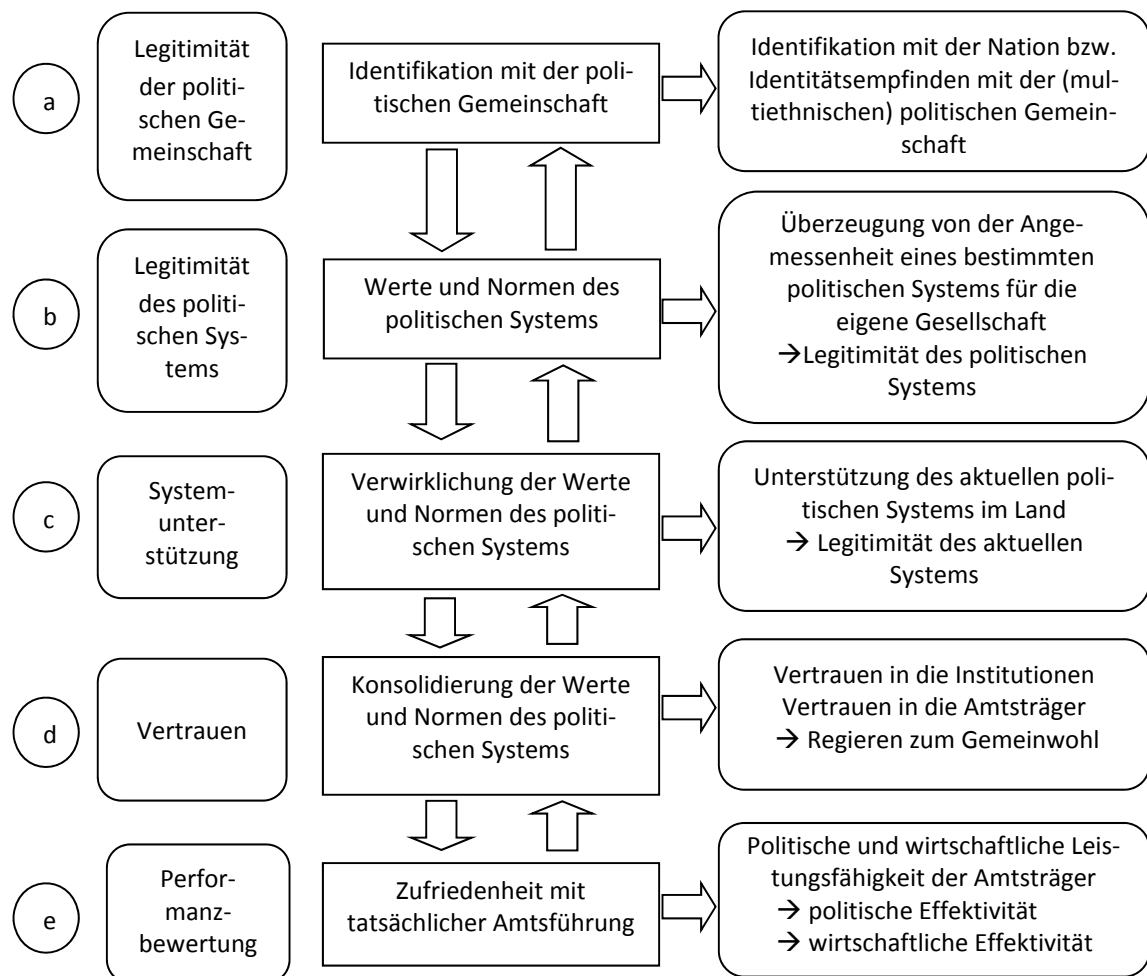 a
Legitimität
der politi-
schen Ge-
meinschaft
Identifikation mit der poli-
tischen Gemeinschaft
Identifikation mit der Nation bzw.
Identitätsempfinden mit der (mul-
tiethnischen) politischen Gemein-
schaft
b
Legitimität
des politi-
schen Sys-
tems
Werte und Normen des
politischen Systems
Überzeugung von der Ange-
messenheit eines bestimmten
politischen Systems für die
eigene Gesellschaft
→Legitimität des politischen
Systems
c
System-
unter-
stützung
Verwirklichung der Werte
und Normen des politi-
schen Systems
Unterstützung des aktuellen poli-
tischen Systems im Land
→ Legitimität des aktuellen
Systems
d
Vertrauen
Konsolidierung der Werte
und Normen des politi-
schen Systems
Vertrauen in die Institutionen
Vertrauen in die Amtsträger
→ Regieren zum Gemeinwohl
e
Perfor-
manz-
bewertung
Zufriedenheit mit
tatsächlicher Amtsführung
Politische und wirtschaftliche Leis-
tungsfähigkeit der Amtsträger
→ politische Effektivität
→ wirtschaftliche Effektivität